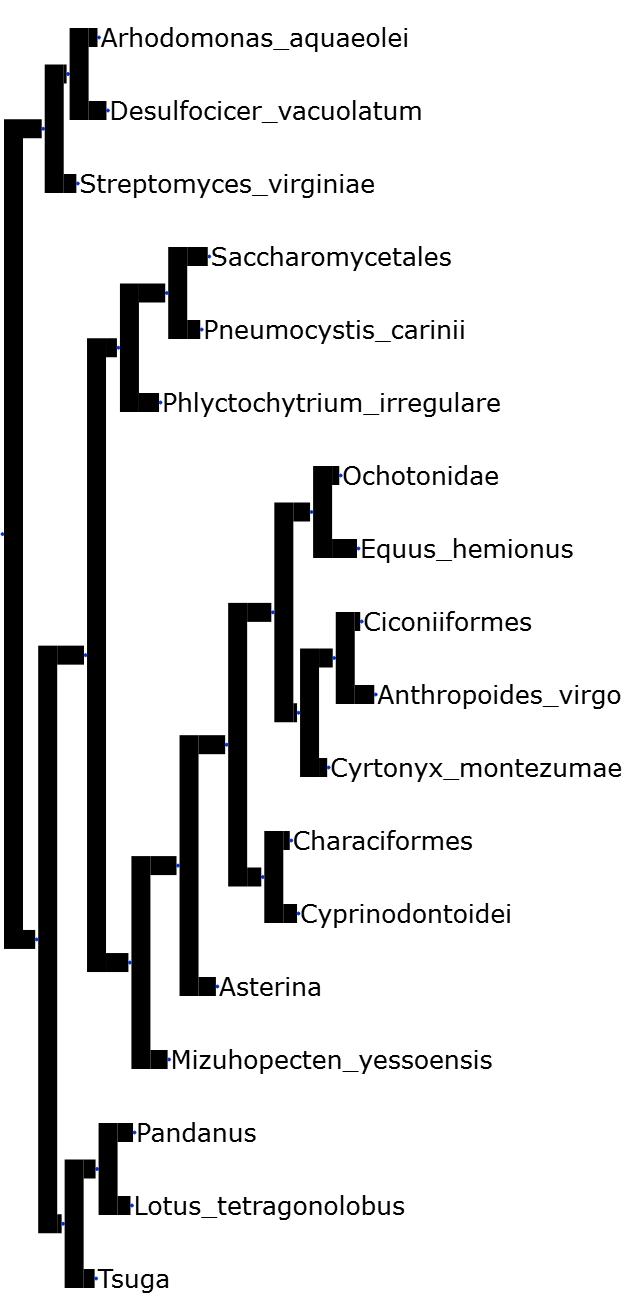 Arhodomonas_aquaeolei
Desulfocicer_vacuolatum
Streptomyces_virginiae
Saccharomycetales
Pneumocystis_carinii
Phlyctochytrium_irregulare
Ochotonidae
Equus_hemionus
Ciconiiformes
Anthropoides_virgo
Cyrtonyx_montezumae
Characiformes
Cyprinodontoidei
Asterina
Mizuhopecten_yessoensis
Pandanus
Lotus_tetragonolobus
Tsuga